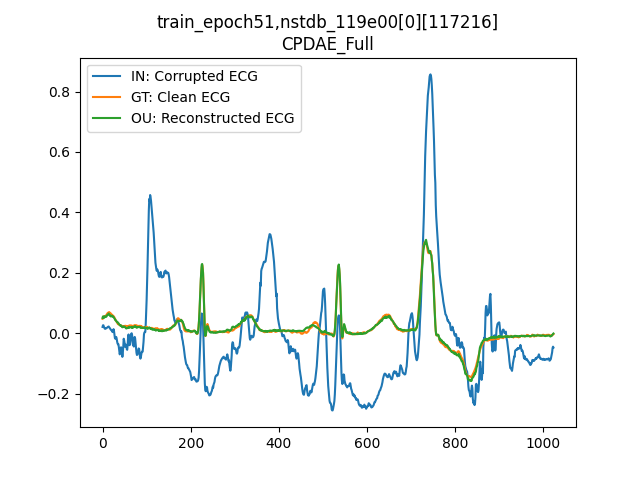 train_epoch51,nstdb_119e00[0][117216]
CPDAE_Full
IN: Corrupted ECG
GT: Clean ECG
OU: Reconstructed ECG
0.8
0.6
0.4
0.2
0.0
−0.2
0
200
400
600
800
1000